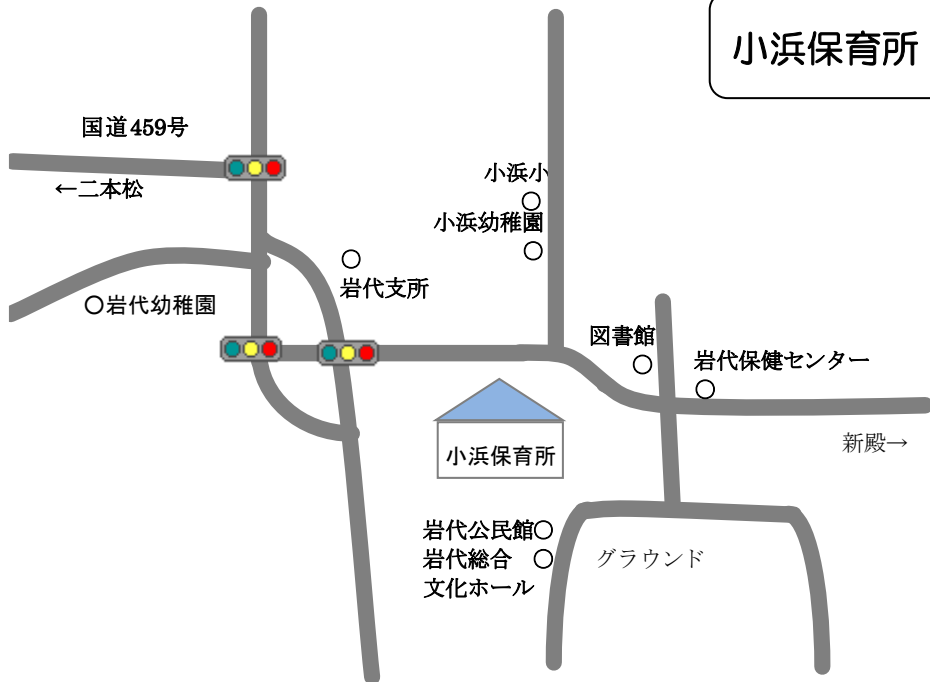 小浜保育所
国道459号
←二本松
小浜小
小浜幼稚園
岩代支所
岩代幼稚園
図書館
岩代保健センター
新殿→
小浜保育所
岩代公民館
岩代総合
文化ホール
グラウンド